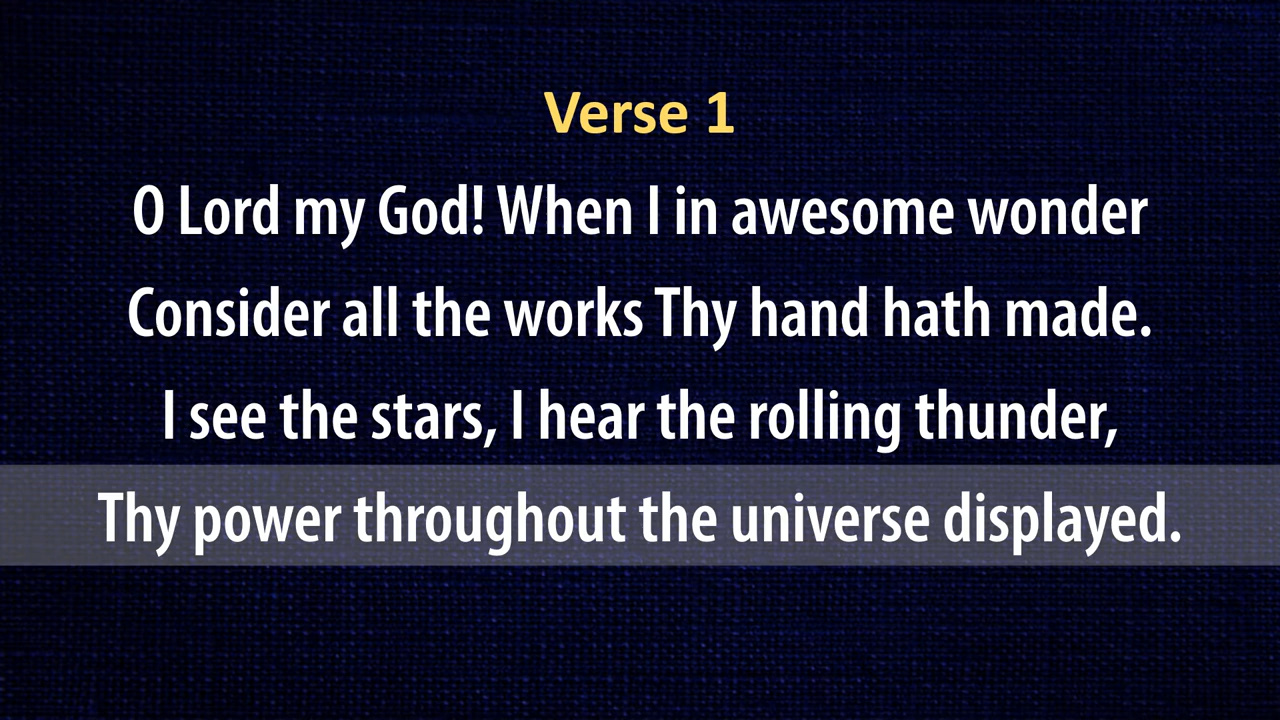 Verse 1
O Lord my God! When I in awesome wonder
Consider all the works Thy hand hath made.
I see the stars, I hear the rolling thunder,
Thy power throughout the universe displayed.